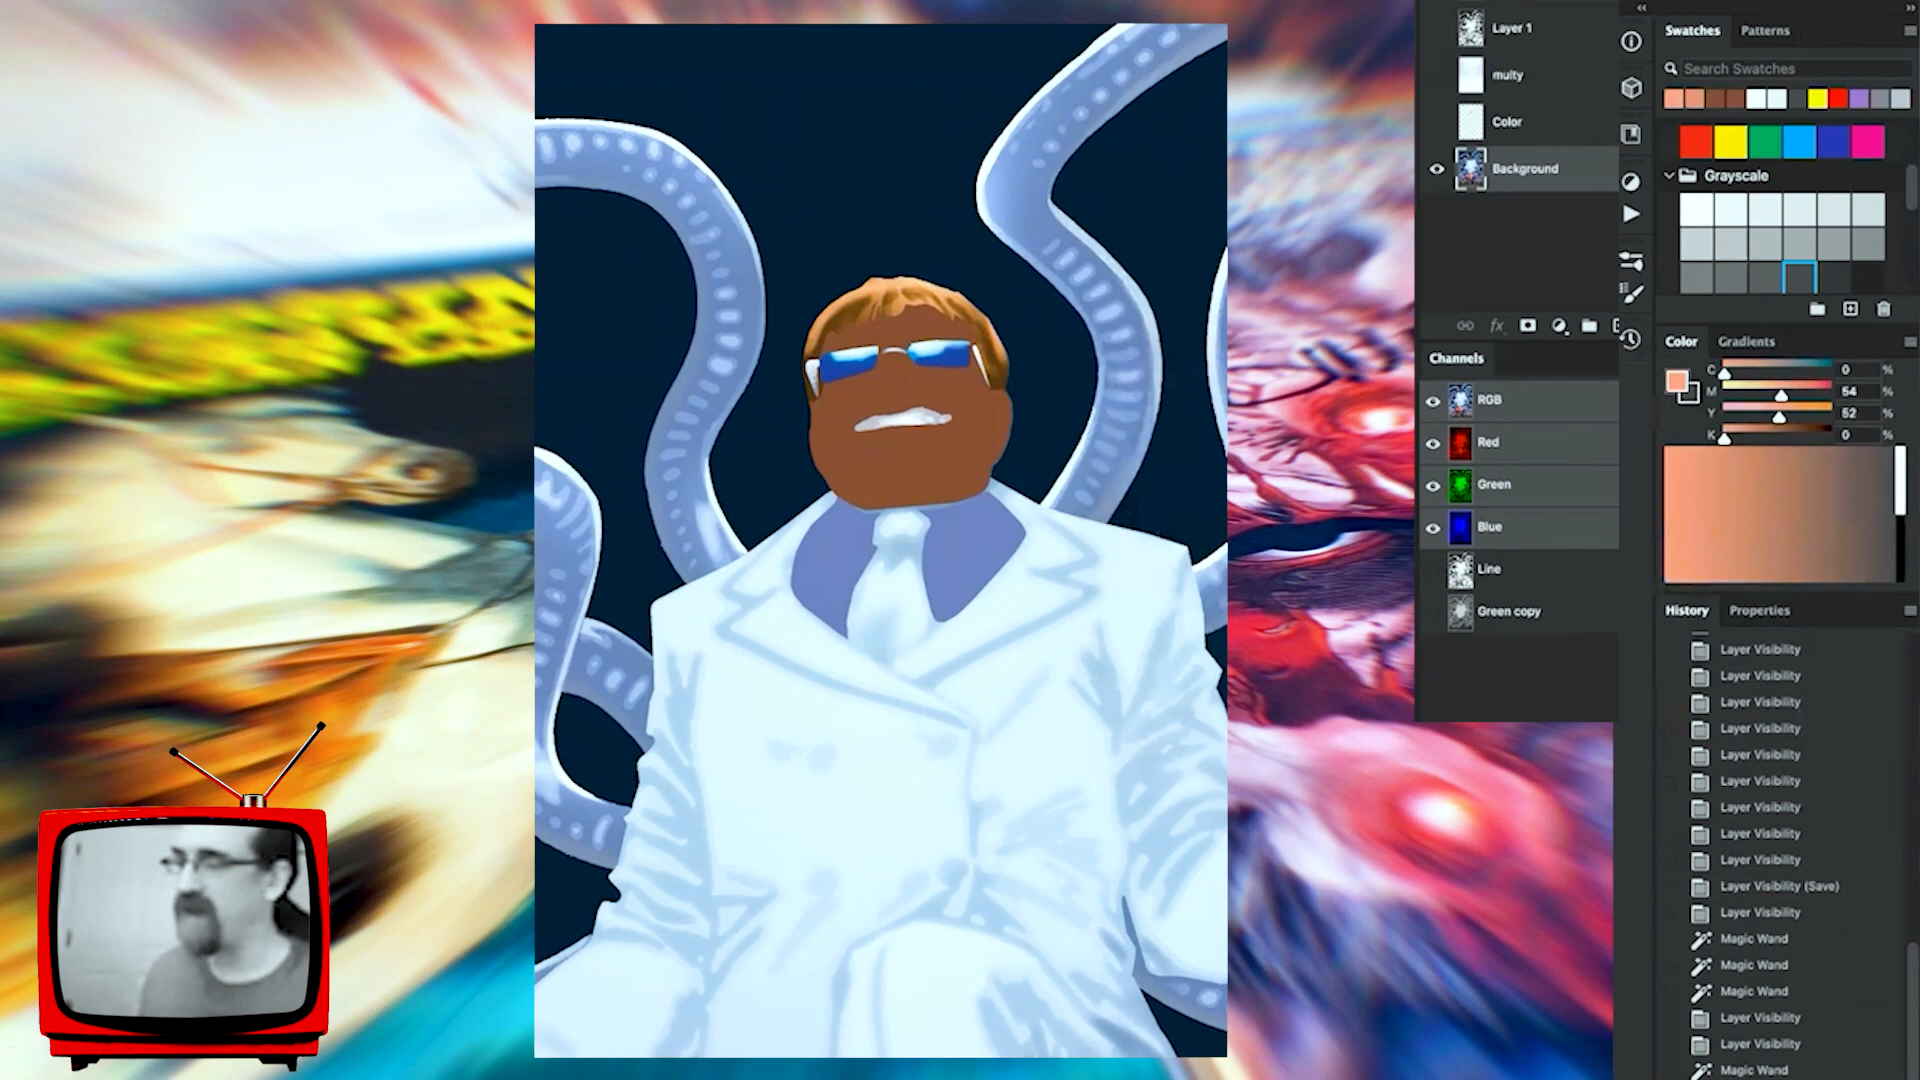 Layer 1
multy
Color
Background
fx
Channels
RGB
Red
Green
Blue
Line
Green copy
Swatches Patterns
Search Swatches
Grayscale
Color Gradients
C 0 %
M 54 %
Y 52 %
K 0 %
History Properties
Layer Visibility
Layer Visibility
Layer Visibility
Layer Visibility
Layer Visibility
Layer Visibility
Layer Visibility
Layer Visibility
Layer Visibility
Layer Visibility (Save)
Layer Visibility
Magic Wand
Magic Wand
Magic Wand
Layer Visibility
Layer Visibility
Magic Wand